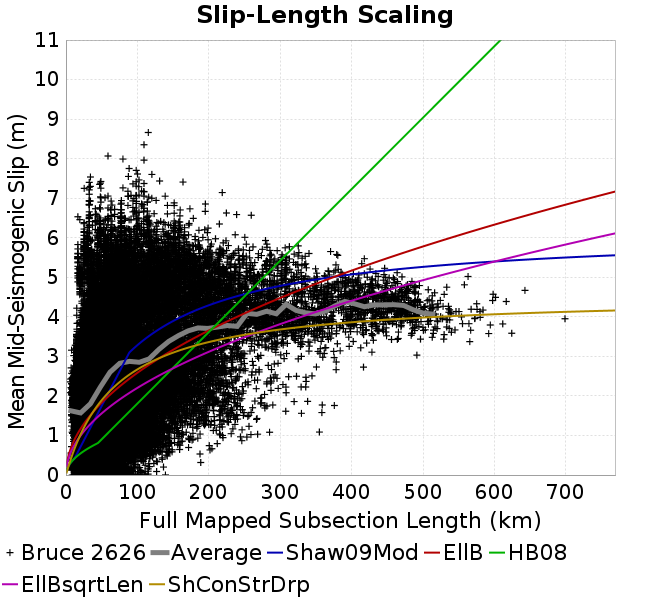 Slip-Length Scaling
Mean Mid-Seismogenic Slip (m)
11
10
9
8
7
6
5
4
3
2
1
0
0 100 200 300 400 500 600 700
Full Mapped Subsection Length (km)
Bruce 2626 Average Shaw09Mod EllB HB08
EllBsqrtLen ShConStrDrp